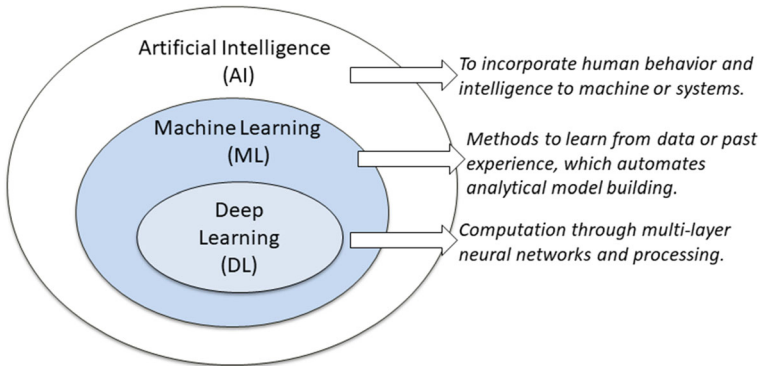 Artificial Intelligence
(AI)
To incorporate human behavior and
intelligence to machine or systems.
Machine Learning
(ML)
Methods to learn from data or past
experience, which automates
analytical model building.
Deep
Learning
(DL)
Computation through multi-layer
neural networks and processing.